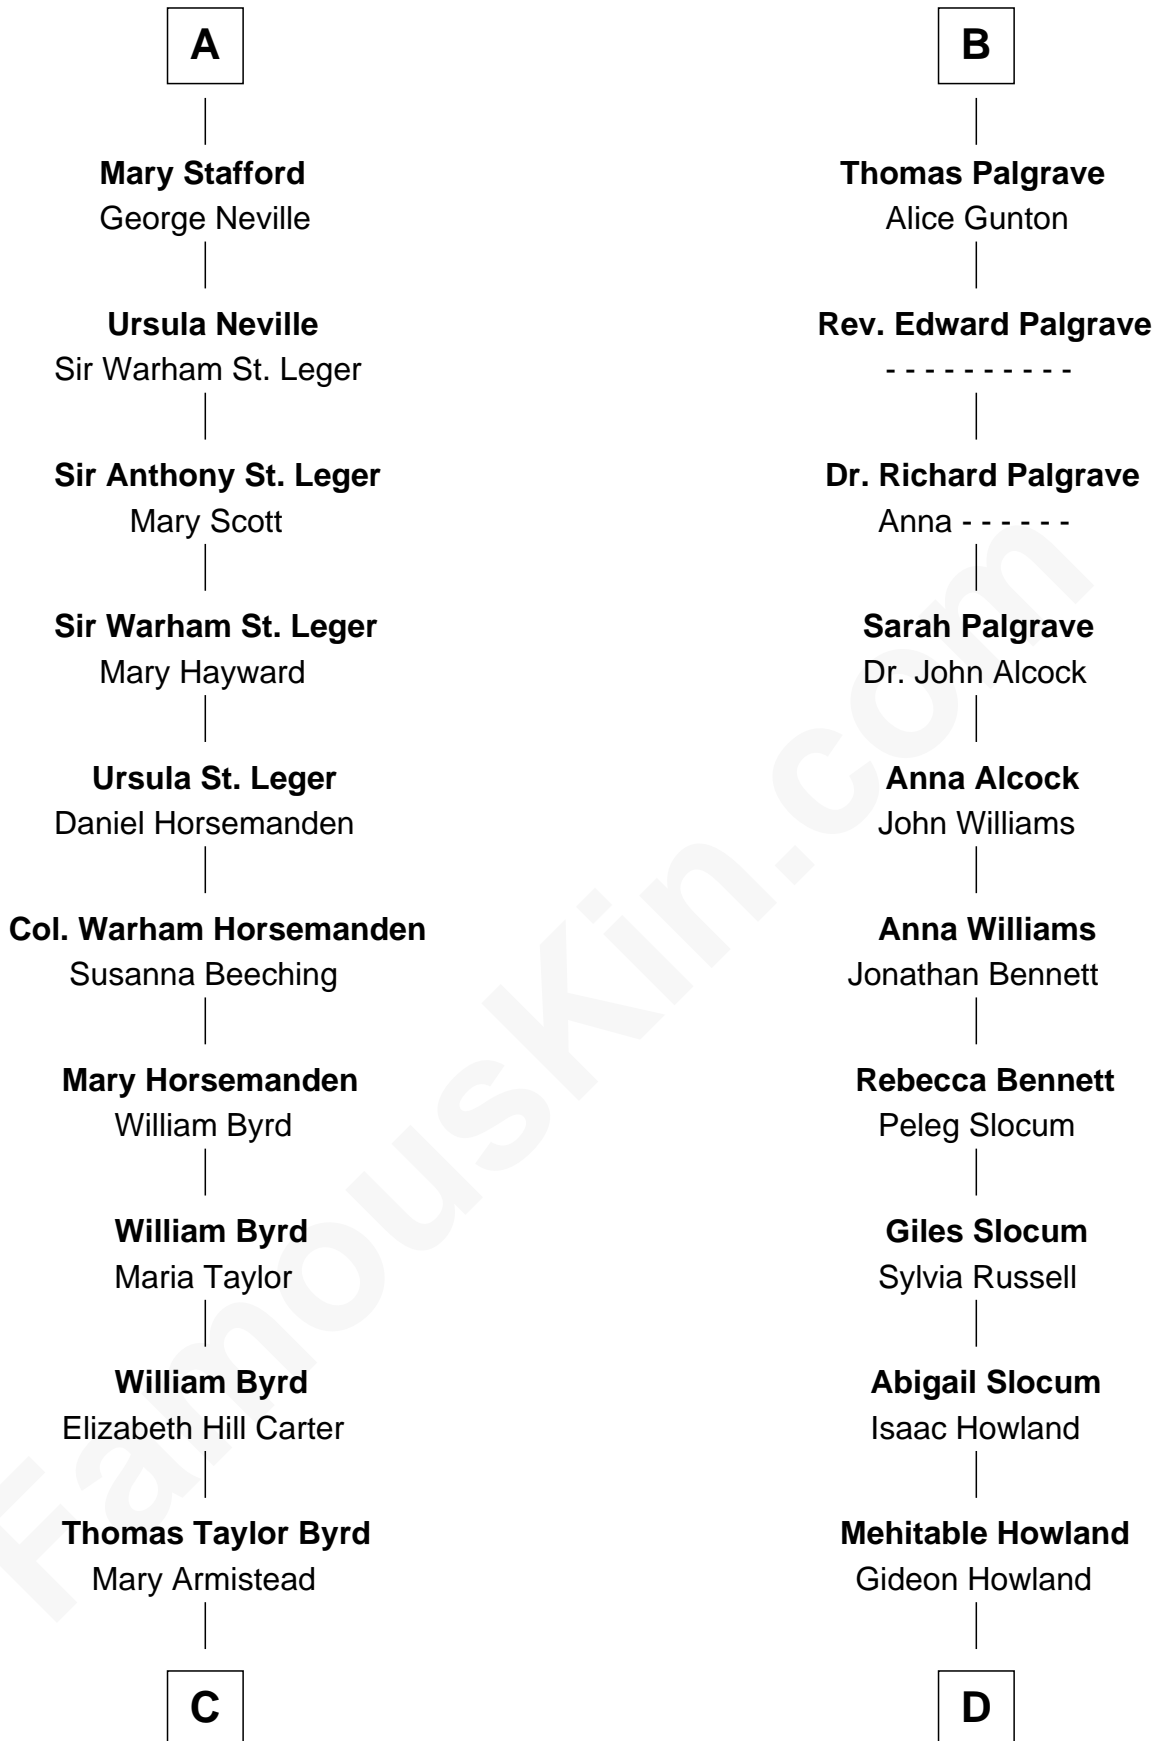 A
Mary Stafford
George Neville
Ursula Neville
Sir Warham St. Leger
Sir Anthony St. Leger
Mary Scott
Sir Warham St. Leger
Mary Hayward
Ursula St. Leger
Daniel Horsemanden
Col. Warham Horsemanden
Susanna Beeching
Mary Horsemanden
William Byrd
William Byrd
Maria Taylor
William Byrd
Elizabeth Hill Carter
Thomas Taylor Byrd
Mary Armistead
C
B
Thomas Palgrave
Alice Gunton
Rev. Edward Palgrave
- - - - - - - - - -
Dr. Richard Palgrave
Anna - - - - - -
Sarah Palgrave
Dr. John Alcock
Anna Alcock
John Williams
Anna Williams
Jonathan Bennett
Rebecca Bennett
Peleg Slocum
Giles Slocum
Sylvia Russell
Abigail Slocum
Isaac Howland
Mehitable Howland
Gideon Howland
D
FamousKin.com